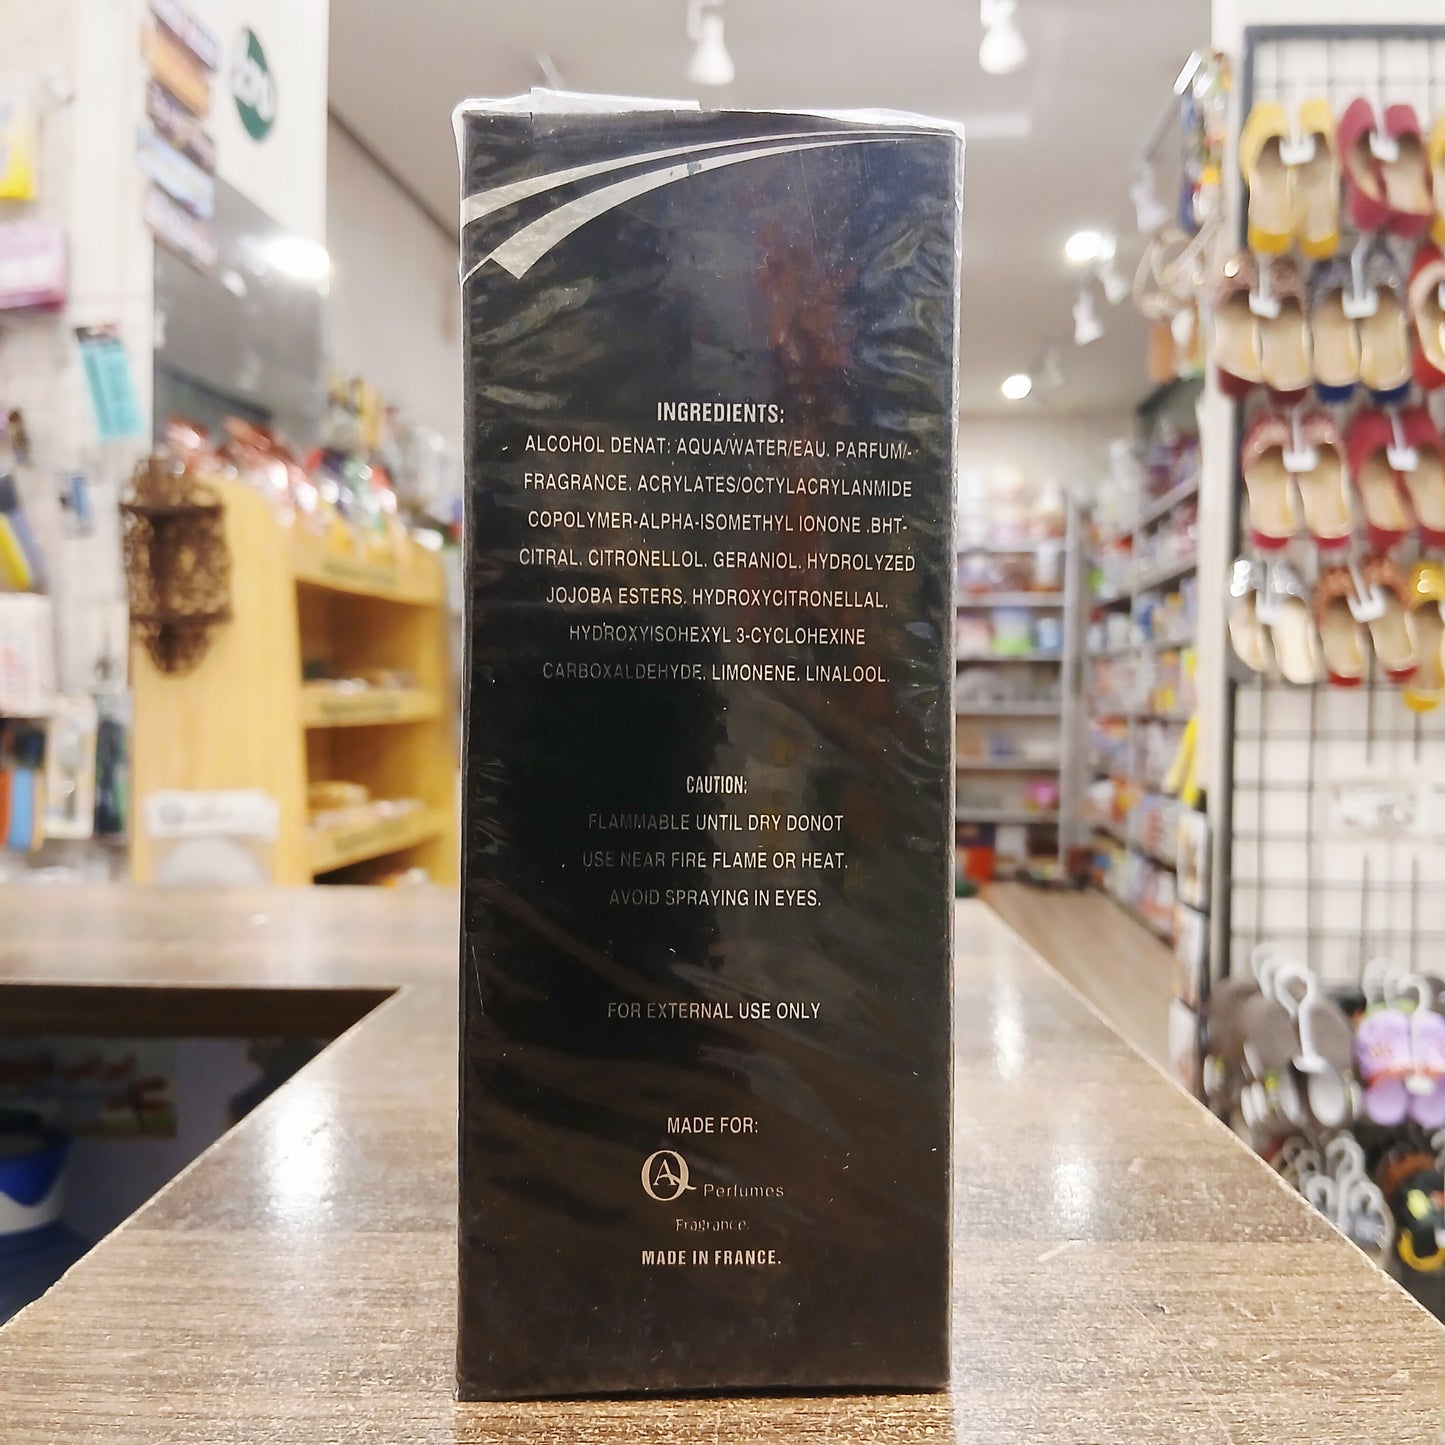 INGREDIENTS:
ALCOHOL DENAT: AQUA/WATER/EAU. PARFUM/-
FRAGRANCE. ACRYLATES/OCTYLACRYLANMIDE
COPOLYMER-ALPHA-ISOMETHYL IONONE .BHT-
CITRAL. CITRONELLOL. GERANIOL. HYDROLYZED
JOJOBA ESTERS. HYDROXYCITRONELLAL.
HYDROXYISOHEXYL 3-CYCLOHEXINE
CARBOXALDEHYDE. LIMONENE. LINALOOL.
CAUTION:
FLAMMABLE UNTIL DRY DONOT
USE NEAR FIRE FLAME OR HEAT.
AVOID SPRAYING IN EYES.
FOR EXTERNAL USE ONLY
MADE FOR:
QA Perfumes
Fragrance.
MADE IN FRANCE.